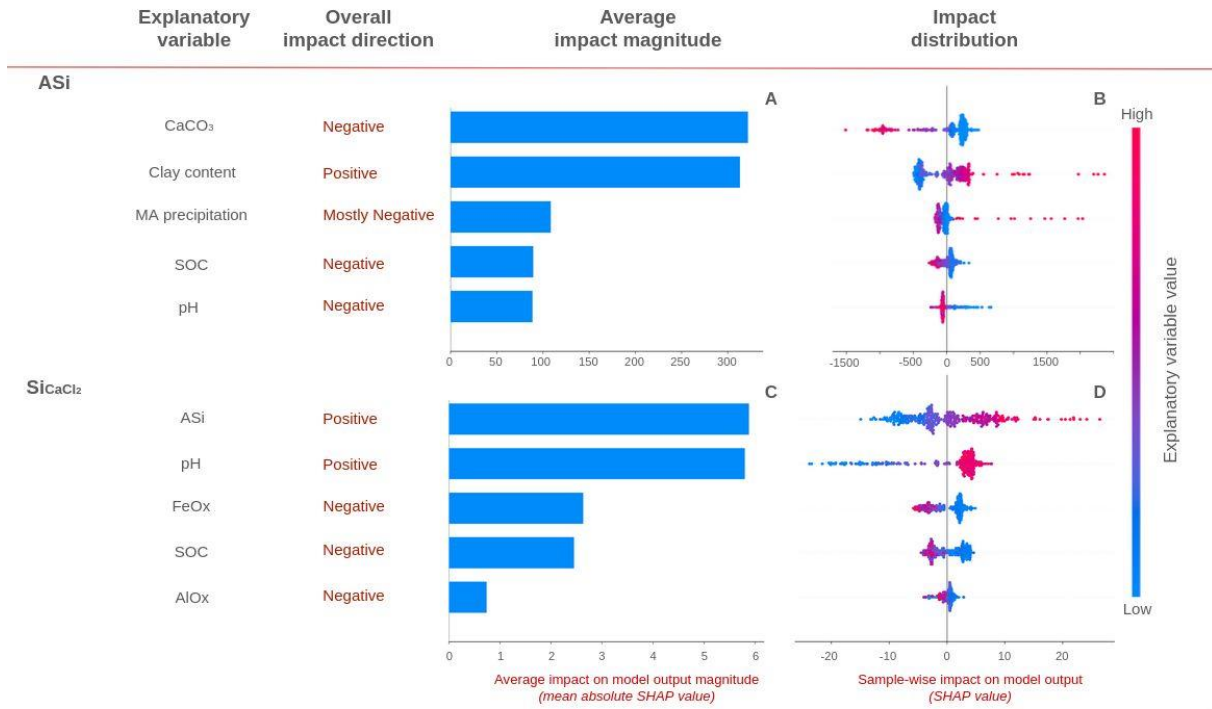 Explanatory variable
Overall impact direction
Average impact magnitude
Impact distribution
ASi
A
B
High
CaCO₃ Negative
Clay content Positive
MA precipitation Mostly Negative
SOC Negative
pH Negative
0 50 100 150 200 250 300
-1500 -500 0 500 1500
Explanatory variable value
SiCaCl₂
C
D
ASi Positive
pH Positive
FeOx Negative
SOC Negative
AlOx Negative
Low
0 1 2 3 4 5 6
-20 -10 0 10 20
Average impact on model output magnitude
(mean absolute SHAP value)
Sample-wise impact on model output
(SHAP value)